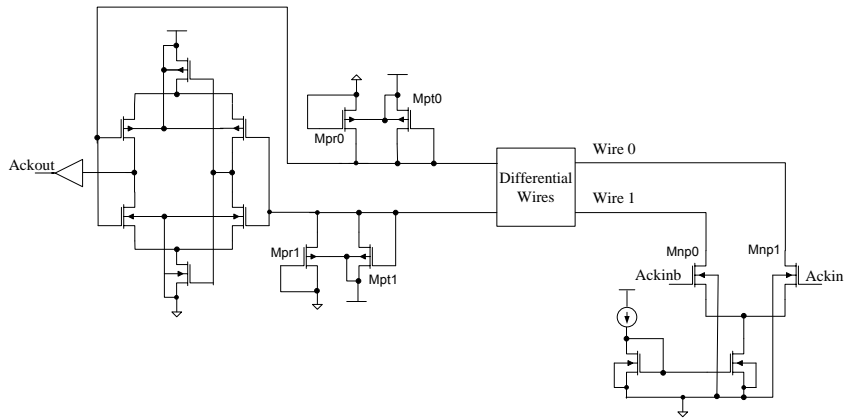 Mpt0
Mpr0
Wire 0
Ackout
Differential
Wires
Wire 1
Mpr1
Mpt1
Mnp0
Mnp1
Ackinb
Ackin